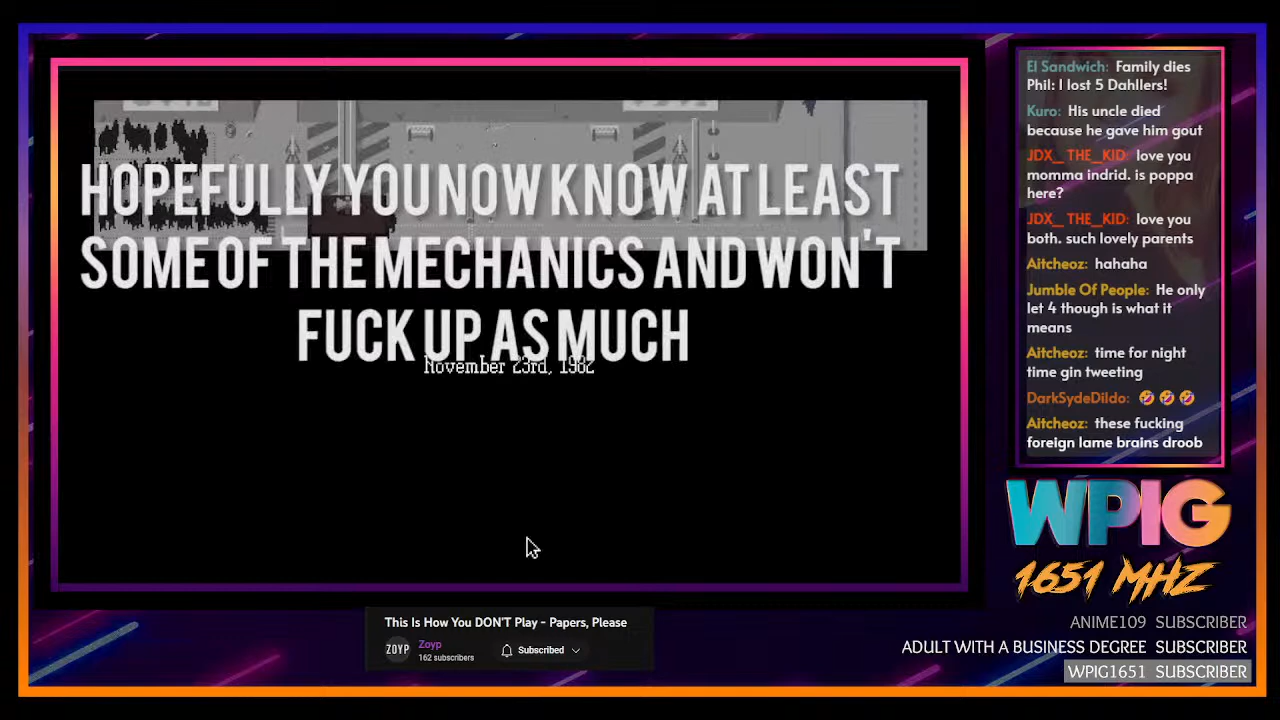 HOPEFULLY YOU NOW KNOW AT LEAST
SOME OF THE MECHANICS AND WON'T
FUCK UP AS MUCH
November 23rd, 1982
El Sandwich: Family dies
Phil: I lost 5 Dahllers!
Kuro: His uncle died
because he gave him gout
JDX_THE_KID: love you
momma indrid. is poppa
here?
JDX_THE_KID: love you
both. such lovely parents
Aitcheoz: hahaha
Jumble Of People: He only
let 4 though is what it
means
Aitcheoz: time for night
time gin tweeting
DarkSydeDildo: 🤣 🤣 🤣
Aitcheoz: these fucking
foreign lame brains droob
WPIG
1651 MHZ
This Is How You DON'T Play - Papers, Please
ZOYP
Zoyp
162 subscribers
Subscribed
ANIME109 SUBSCRIBER
ADULT WITH A BUSINESS DEGREE SUBSCRIBER
WPIG1651 SUBSCRIBER